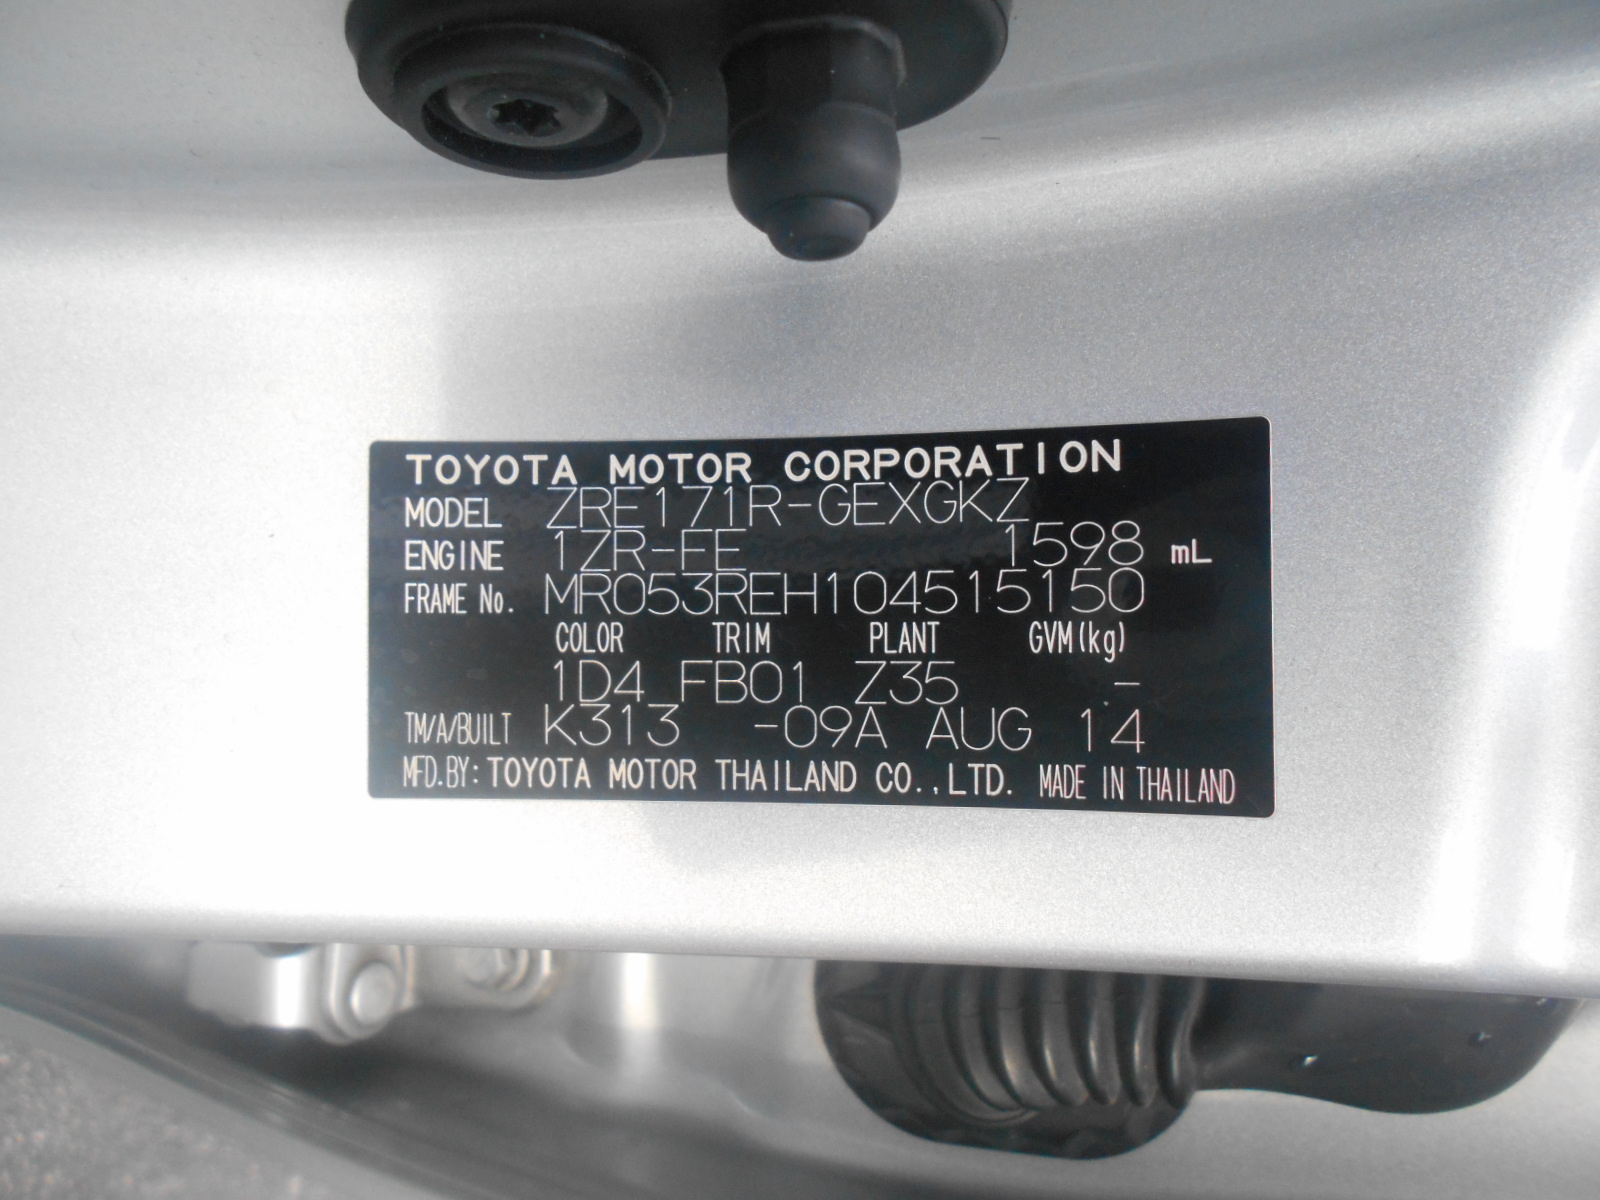 TOYOTA MOTOR CORPORATION
MODEL ZRE171R-GEXGKZ
ENGINE 1ZR-FE 1598 mL
FRAME No. MR053REH104515150
COLOR TRIM PLANT GVM(kg)
1D4 FB01 Z35 -
TM/A/BUILT K313 -09A AUG 14
MFD.BY: TOYOTA MOTOR THAILAND CO.,LTD. MADE IN THAILAND